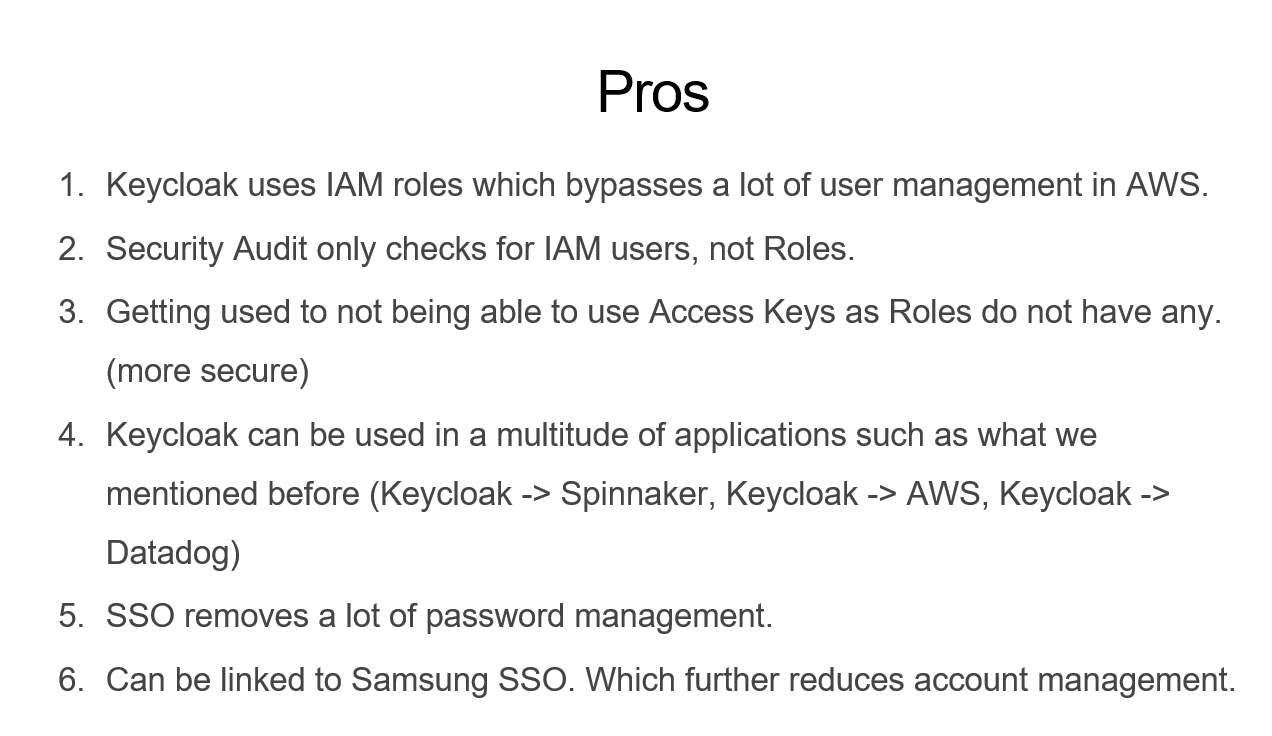 Pros
1. Keycloak uses IAM roles which bypasses a lot of user management in AWS.
2. Security Audit only checks for IAM users, not Roles.
3. Getting used to not being able to use Access Keys as Roles do not have any.
(more secure)
4. Keycloak can be used in a multitude of applications such as what we
mentioned before (Keycloak -> Spinnaker, Keycloak -> AWS, Keycloak ->
Datadog)
5. SSO removes a lot of password management.
6. Can be linked to Samsung SSO. Which further reduces account management.